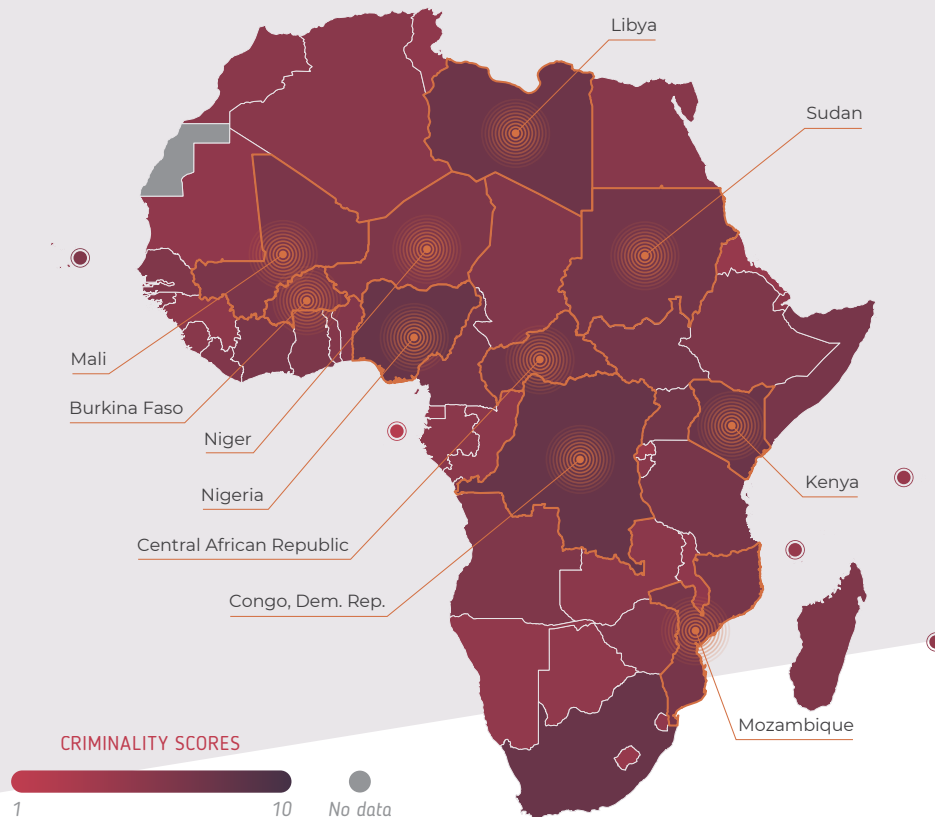 Libya
Sudan
Mali
Burkina Faso
Niger
Nigeria
Kenya
Central African Republic
Congo, Dem. Rep.
Mozambique
CRIMINALITY SCORES
1
10
No data